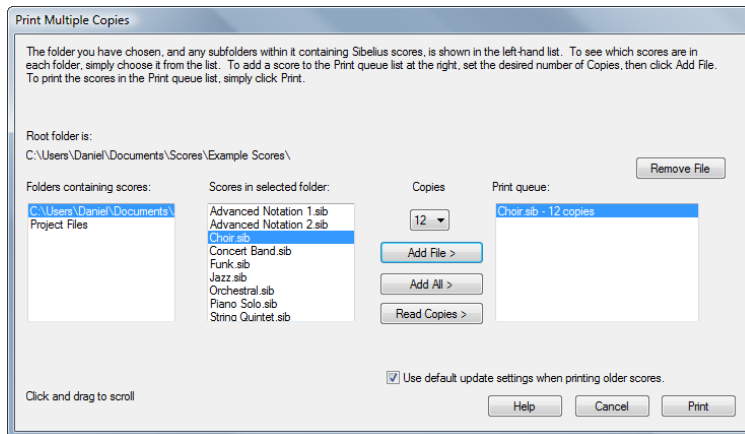 Print Multiple Copies
The folder you have chosen, and any subfolders within it containing Sibelius scores, is shown in the left-hand list. To see which scores are in
each folder, simply choose it from the list. To add a score to the Print queue list at the right, set the desired number of Copies, then click Add File.
To print the scores in the Print queue list, simply click Print.
Root folder is:
C:\Users\Daniel\Documents\Scores\Example Scores\
Remove File
Folders containing scores:
C:\Users\Daniel\Documents\
Project Files
Scores in selected folder:
Advanced Notation 1.sib
Advanced Notation 2.sib
Choir.sib
Concert Band.sib
Funk.sib
Jazz.sib
Orchestral.sib
Piano Solo.sib
String Quintet.sib
Copies
12
Add File >
Add All >
Read Copies >
Print queue:
Choir.sib - 12 copies
Use default update settings when printing older scores.
Click and drag to scroll
Help
Cancel
Print